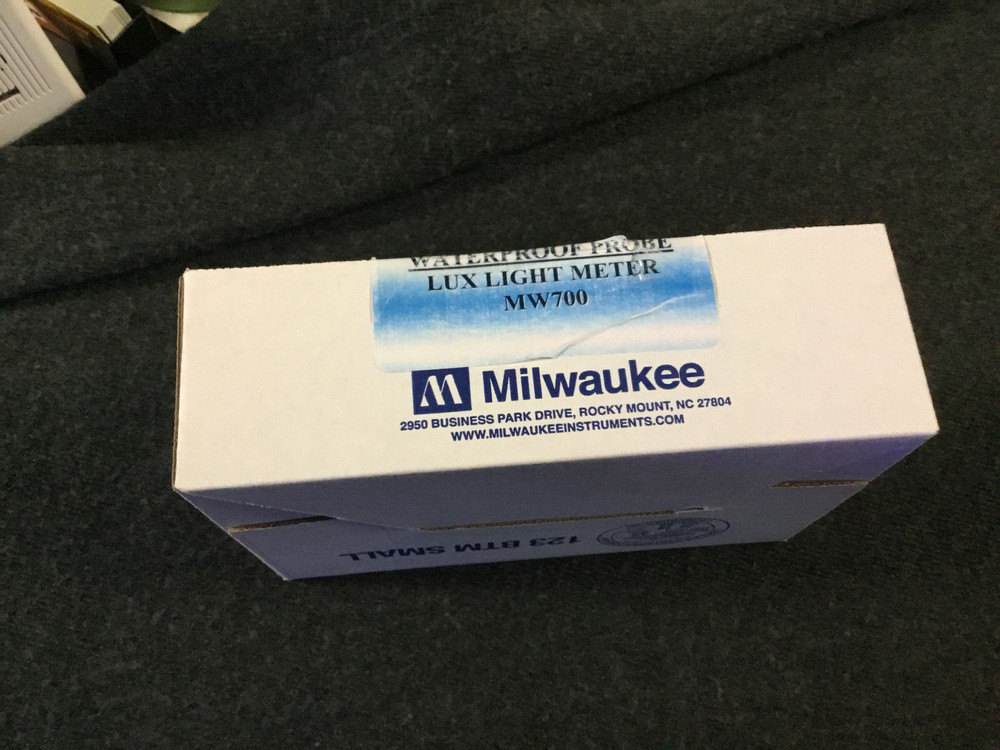 WATERPROOF PROBE
LUX LIGHT METER
MW700
Milwaukee
2950 BUSINESS PARK DRIVE, ROCKY MOUNT, NC 27804
WWW.MILWAUKEEINSTRUMENTS.COM
123 BTM SMALL